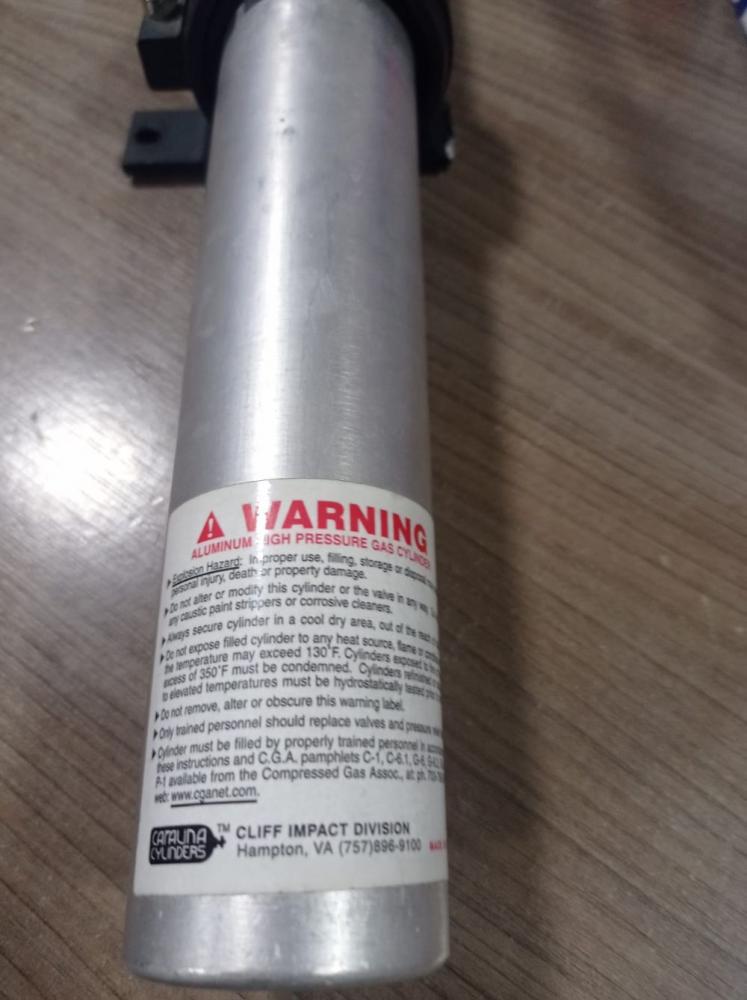 WARNING
ALUMINUM HIGH PRESSURE GAS CYLINDER
Explosion Hazard: Improper use, filling, storage or disposal
personal injury, death or property damage.
Do not alter or modify this cylinder or the valve in any way.
any caustic paint strippers or corrosive cleaners.
Always secure cylinder in a cool dry area, out of the reach
Do not expose filled cylinder to any heat source, flame or
the temperature may exceed 130°F. Cylinders exposed to
excess of 350°F must be condemned. Cylinders refinished
to elevated temperatures must be hydrostatically tested prior
Do not remove, alter or obscure this warning label.
Only trained personnel should replace valves and pressure
Cylinder must be filled by properly trained personnel in
these instructions and C.G.A. pamphlets C-1, C-6.1, G-6,
P-1 available from the Compressed Gas Assoc., at: ph.
web: www.cganet.com.
CATALINA CYLINDERS ™
CLIFF IMPACT DIVISION
Hampton, VA (757)896-9100 MADE